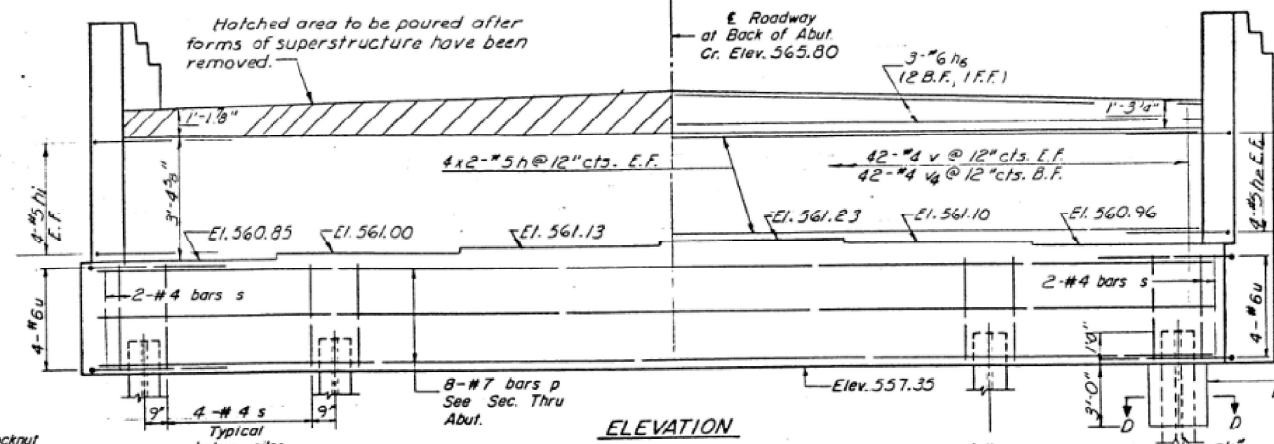 Hatched area to be poured after
forms of superstructure have been
removed.
℄ Roadway
at Back of Abut.
Gr. Elev. 565.80
3-#6 h6
(2 B.F., 1 F.F.)
1'-1⅞"
1'-3¼"
4x2-#5 h @ 12" cts. E.F.
42-#4 v @ 12" cts. E.F.
42-#4 v4 @ 12" cts. B.F.
4-#5 h1
E.F.
3'-4⅜"
4-#5 h2 E.F.
El. 560.85
El. 561.00
El. 561.13
El. 561.23
El. 561.10
El. 560.96
2-#4 bars s
2-#4 bars s
4-#6u
4-#6u
8-#7 bars p
See Sec. Thru
Abut.
Elev. 557.35
1'-0"
3'-0"
9"
4-#4 s
9"
Typical
D
D
ELEVATION